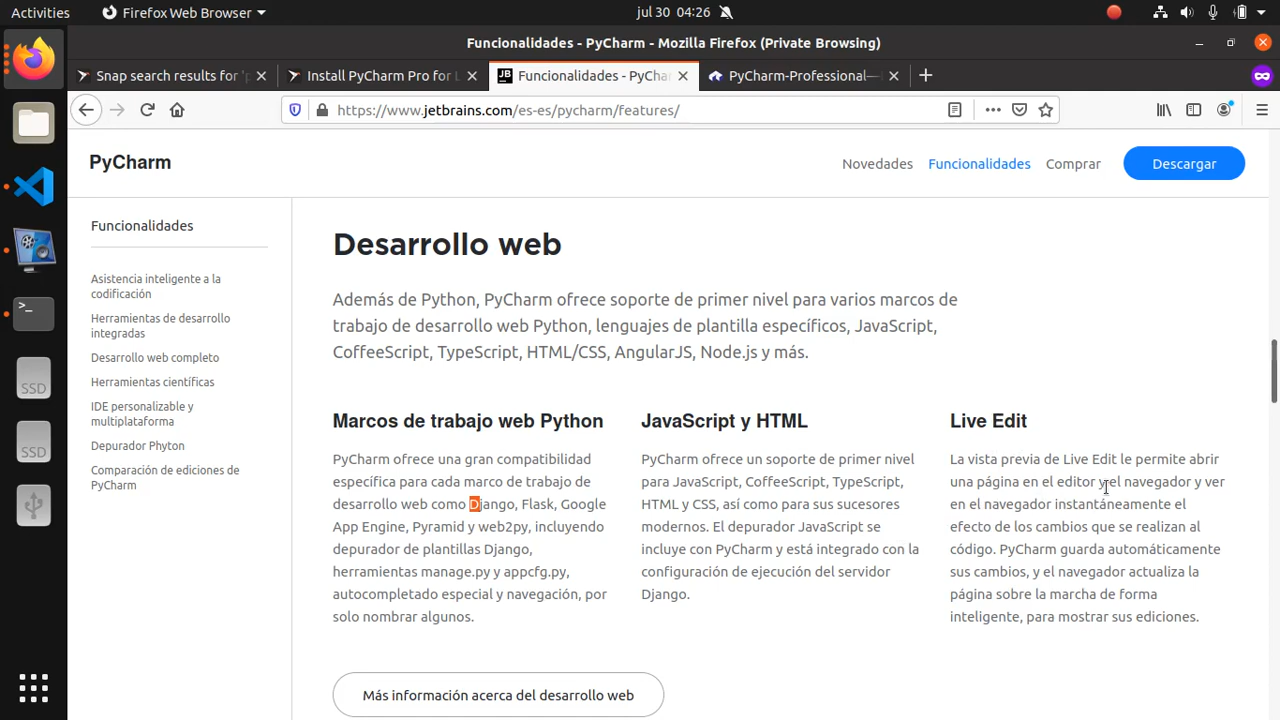 Activities
Firefox Web Browser
jul 30 04:26
Funcionalidades - PyCharm - Mozilla Firefox (Private Browsing)
Snap search results for 'p
Install PyCharm Pro for L
JB
Funcionalidades - PyCha
PyCharm-Professional—
https://www.jetbrains.com/es-es/pycharm/features/
PyCharm
Novedades
Funcionalidades
Comprar
Descargar
Funcionalidades
Asistencia inteligente a la
codificación
Herramientas de desarrollo
integradas
Desarrollo web completo
Herramientas científicas
IDE personalizable y
multiplataforma
Depurador Phyton
Comparación de ediciones de
PyCharm
SSD
SSD
Desarrollo web
Además de Python, PyCharm ofrece soporte de primer nivel para varios marcos de
trabajo de desarrollo web Python, lenguajes de plantilla específicos, JavaScript,
CoffeeScript, TypeScript, HTML/CSS, AngularJS, Node.js y más.
Marcos de trabajo web Python
PyCharm ofrece una gran compatibilidad
específica para cada marco de trabajo de
desarrollo web como Django, Flask, Google
App Engine, Pyramid y web2py, incluyendo
depurador de plantillas Django,
herramientas manage.py y appcfg.py,
autocompletado especial y navegación, por
solo nombrar algunos.
JavaScript y HTML
PyCharm ofrece un soporte de primer nivel
para JavaScript, CoffeeScript, TypeScript,
HTML y CSS, así como para sus sucesores
modernos. El depurador JavaScript se
incluye con PyCharm y está integrado con la
configuración de ejecución del servidor
Django.
Live Edit
La vista previa de Live Edit le permite abrir
una página en el editor y el navegador y ver
en el navegador instantáneamente el
efecto de los cambios que se realizan al
código. PyCharm guarda automáticamente
sus cambios, y el navegador actualiza la
página sobre la marcha de forma
inteligente, para mostrar sus ediciones.
Más información acerca del desarrollo web